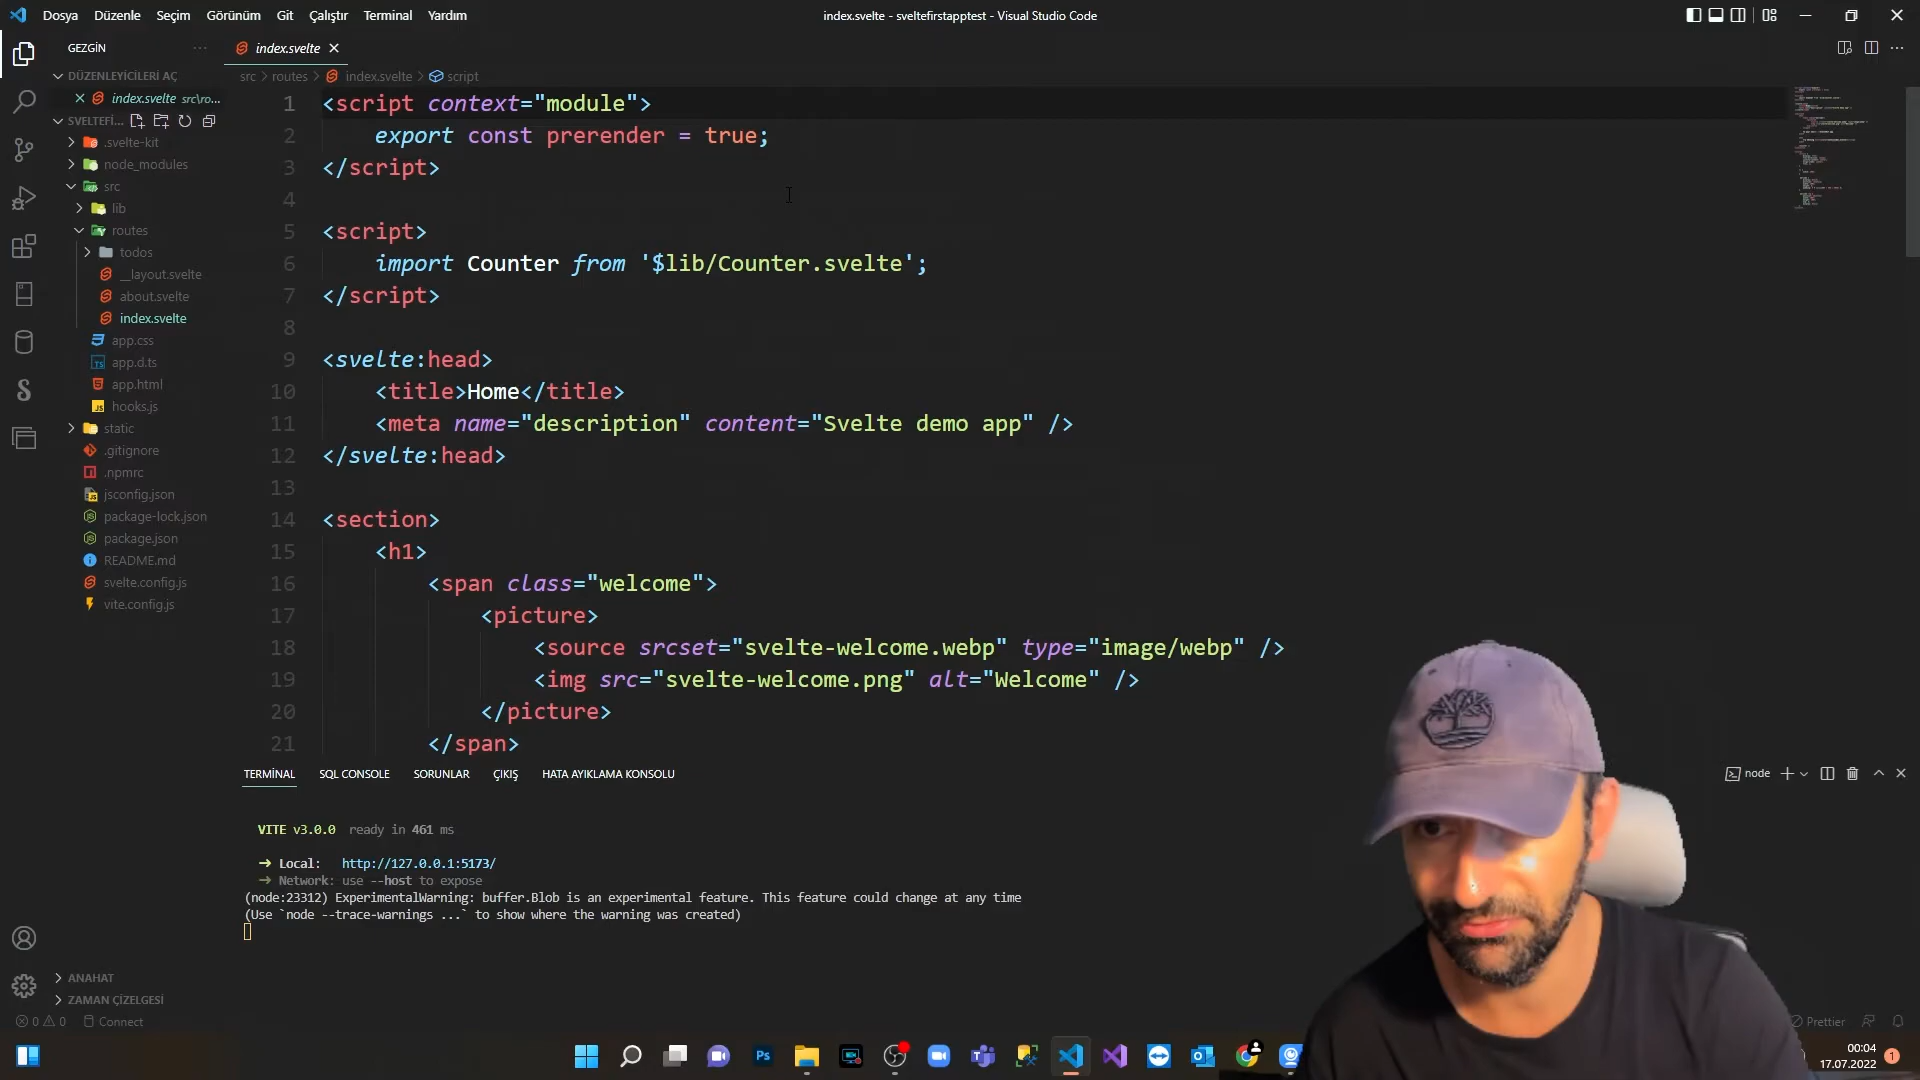 Dosya Düzenle Seçim Görünüm Git Çalıştır Terminal Yardım
index.svelte - sveltefirstapptest - Visual Studio Code
GEZGİN
index.svelte
DÜZENLEYİCİLERİ AÇ
src > routes > index.svelte > script
index.svelte src\ro...
SVELTEFİ...
.svelte-kit
node_modules
src
lib
routes
todos
__layout.svelte
about.svelte
index.svelte
app.css
app.d.ts
app.html
hooks.js
static
.gitignore
.npmrc
jsconfig.json
package-lock.json
package.json
README.md
svelte.config.js
vite.config.js
1 <script context="module">
2 export const prerender = true;
3 </script>
4
5 <script>
6 import Counter from '$lib/Counter.svelte';
7 </script>
8
9 <svelte:head>
10 <title>Home</title>
11 <meta name="description" content="Svelte demo app" />
12 </svelte:head>
13
14 <section>
15 <h1>
16 <span class="welcome">
17 <picture>
18 <source srcset="svelte-welcome.webp" type="image/webp" />
19 <img src="svelte-welcome.png" alt="Welcome" />
20 </picture>
21 </span>
TERMİNAL SQL CONSOLE SORUNLAR ÇIKIŞ HATA AYIKLAMA KONSOLU
node
VITE v3.0.0 ready in 461 ms
➜ Local: http://127.0.0.1:5173/
➜ Network: use --host to expose
(node:23312) ExperimentalWarning: buffer.Blob is an experimental feature. This feature could change at any time
(Use `node --trace-warnings ...` to show where the warning was created)
ANAHAT
ZAMAN ÇİZELGESİ
0 0 Connect
Prettier
00:04
17.07.2022
1